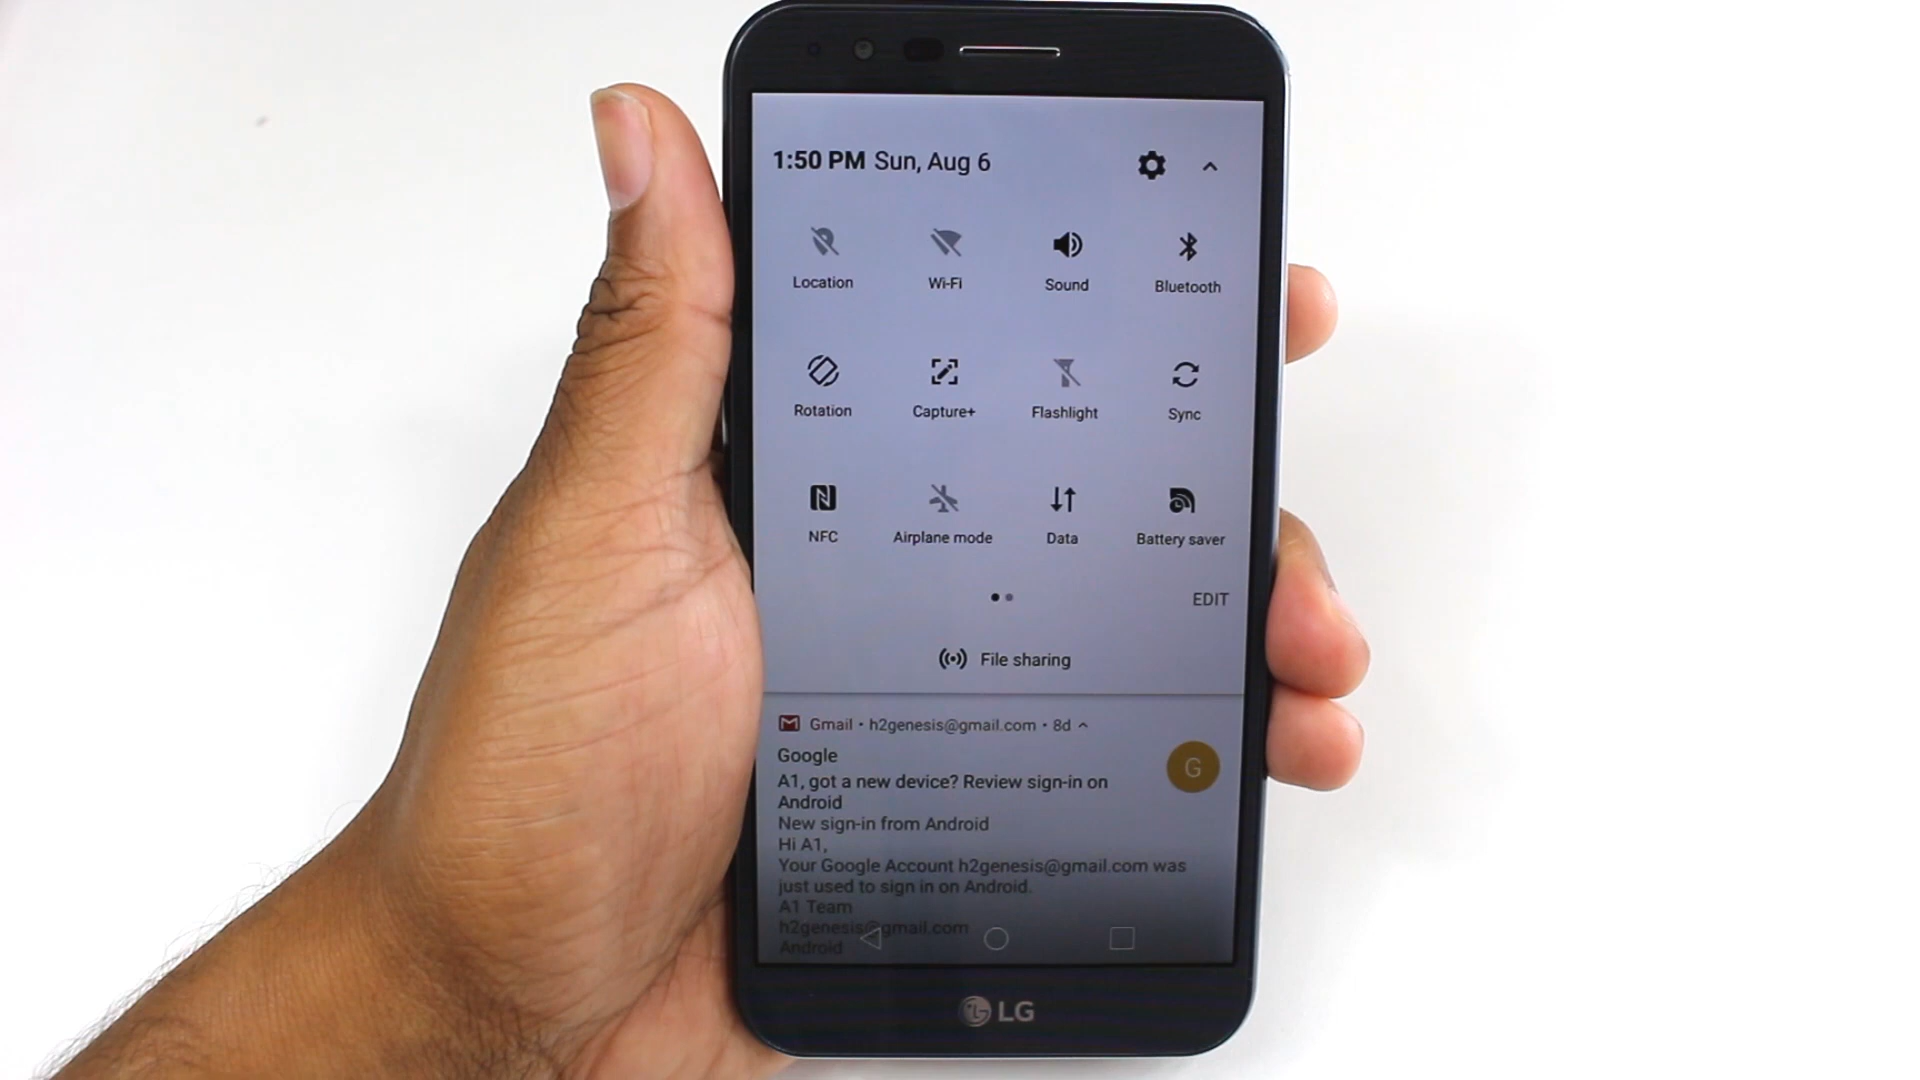 1:50 PM Sun, Aug 6
Location Wi-Fi Sound Bluetooth
Rotation Capture+ Flashlight Sync
NFC Airplane mode Data Battery saver
EDIT
File sharing
Gmail • h2genesis@gmail.com • 8d
Google
G
A1, got a new device? Review sign-in on
Android
New sign-in from Android
Hi A1,
Your Google Account h2genesis@gmail.com was
just used to sign in on Android.
A1 Team
h2genesis@gmail.com
Android
LG